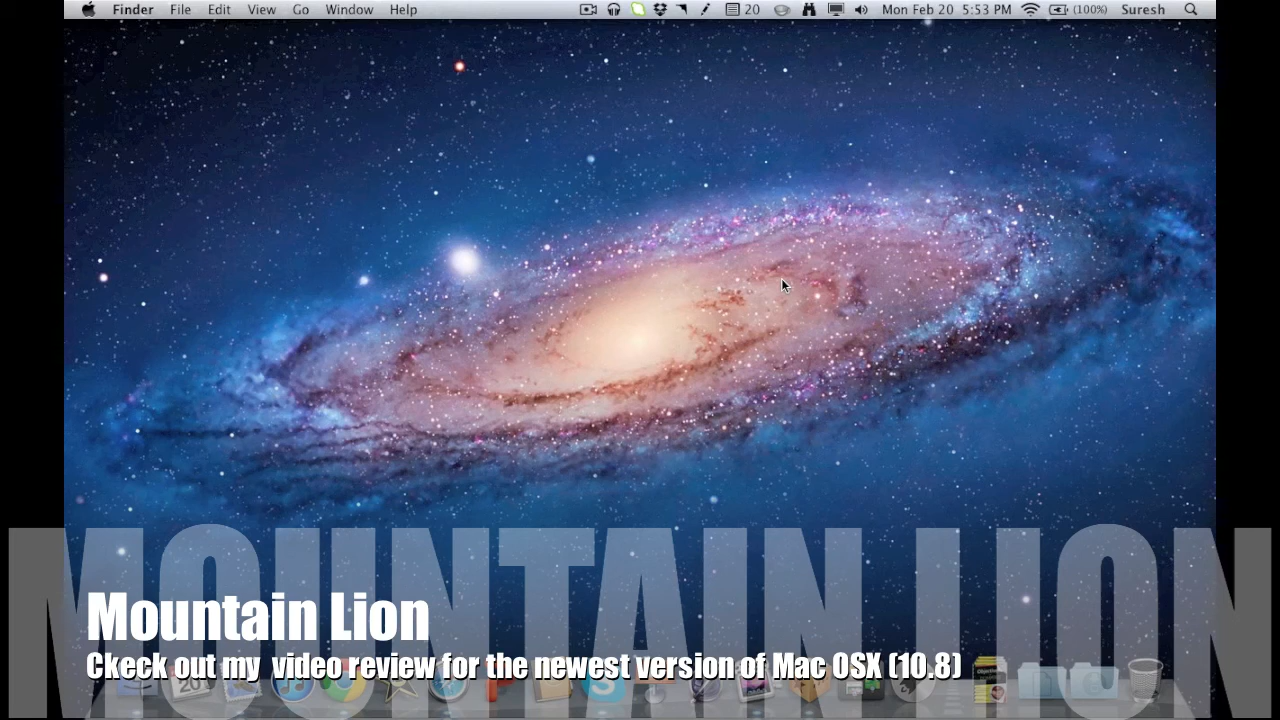 Finder File Edit View Go Window Help 20 Mon Feb 20 5:53 PM (100%) Suresh
MOUNTAIN LION
Mountain Lion
Ckeck out my video review for the newest version of Mac OSX (10.8)
20